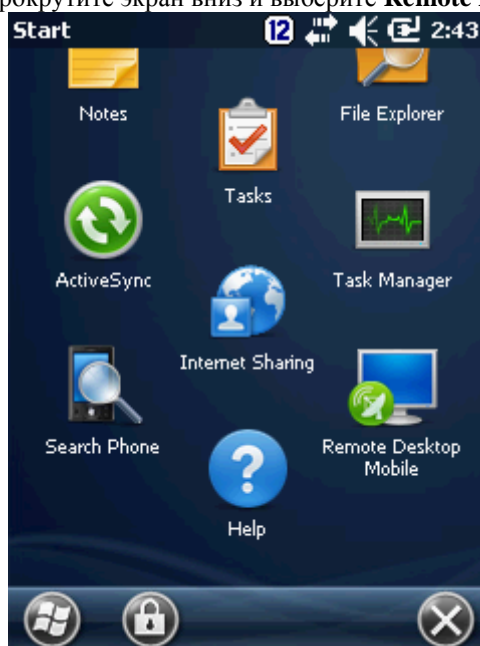 рокрутите экран вниз и выберите Remote
Start 12 2:43
Notes
File Explorer
Tasks
ActiveSync
Task Manager
Internet Sharing
Search Phone
Remote Desktop
Mobile
Help